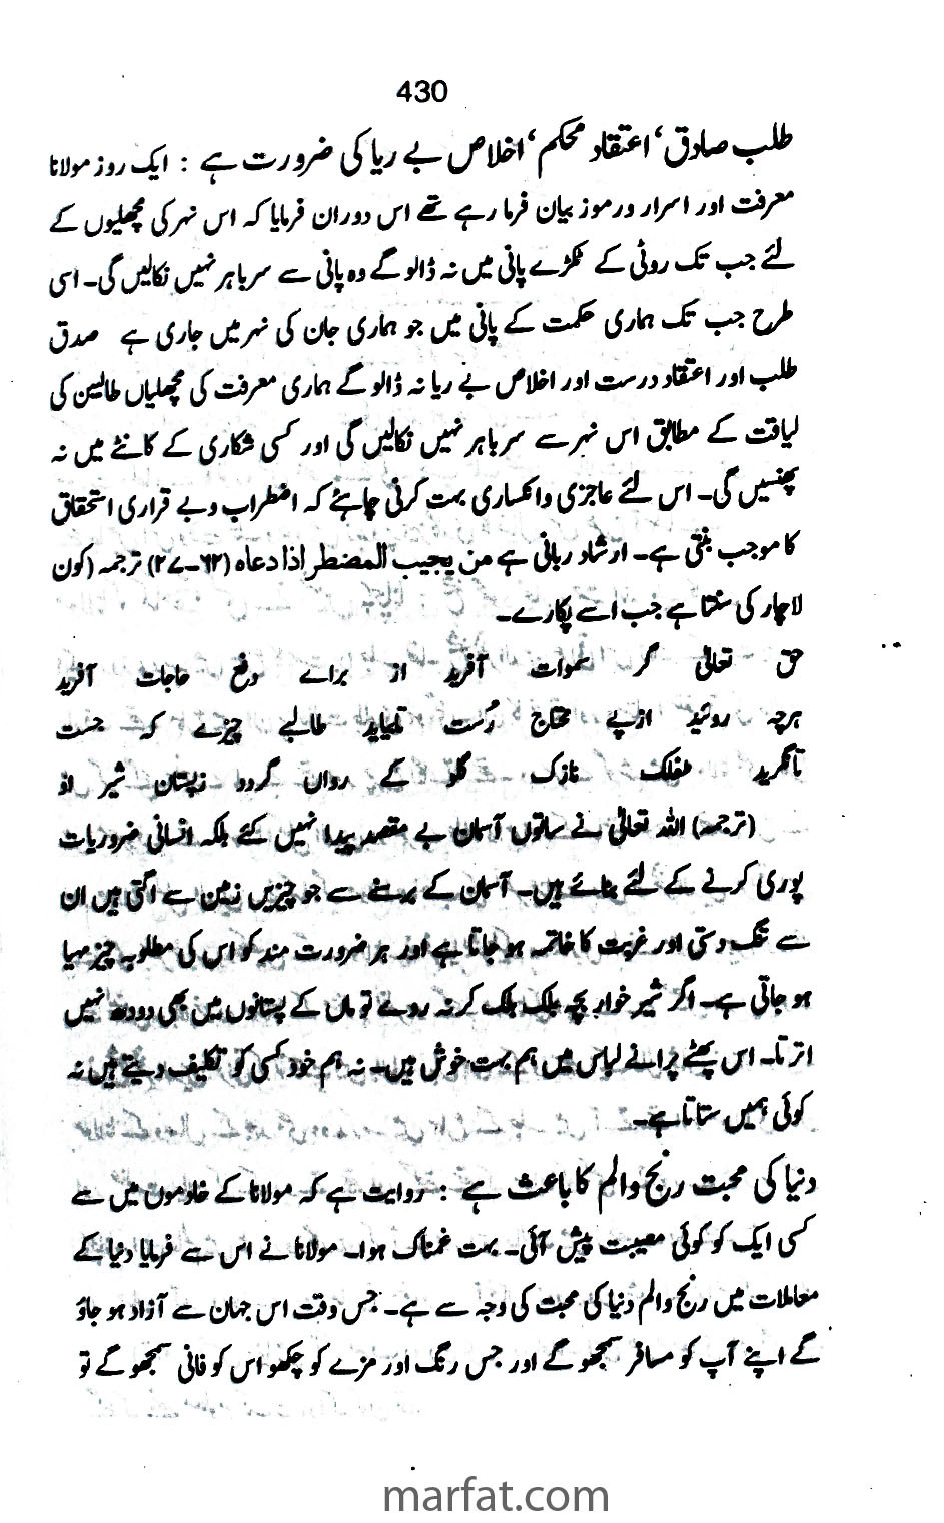 430
طلب صادق‘ اعتقاد محکم‘ اخلاص بے ریا کی ضرورت ہے : ایک روز مولانا
معرفت اور اسرار ورموز بیان فرما رہے تھے اس دوران فرمایا کہ اس نہر کی مچھلیوں کے
لئے جب تک روٹی کے ٹکڑے پانی میں نہ ڈالو گے وہ پانی سے سر باہر نہیں نکالیں گی۔ اسی
طرح جب تک ہماری حکمت کے پانی میں جو ہماری جان کی نہر میں جاری ہے صدق
طلب اور اعتقاد درست اور اخلاص بے ریا نہ ڈالو گے ہماری معرفت کی مچھلیاں طالبین کی
لیاقت کے مطابق اس نہر سے سر باہر نہیں نکالیں گی اور کسی شکاری کے کانٹے میں نہ
پھنسیں گی۔ اس لئے عاجزی وانکساری بہت کرنی چاہئے کہ اضطراب وبے قراری استحقاق
کا موجب بنتی ہے۔ ارشاد ربانی ہے من یجیب المضطر اذا دعاہ (۶۲-۲۷) ترجمہ (کون
لاچار کی سنتا ہے جب اسے پکارے۔
حق تعالیٰ گر سموات آفرید از برائے دفع حاجات آفرید
ہرچہ روئید ازپے محتاج رُست تابیاید طالبے چیزے کہ جست
تانگرید طفلک نازک گلو کے رواں گردد زپستان شیر او
(ترجمہ) اللہ تعالیٰ نے ساتوں آسمان بے مقصد پیدا نہیں کئے بلکہ انسانی ضروریات
پوری کرنے کے لئے بنائے ہیں۔ آسمان کے برسنے سے جو چیزیں زمین سے اگتی ہیں ان
سے تنگ دستی اور غربت کا خاتمہ ہو جاتا ہے اور ہر ضرورت مند کو اس کی مطلوبہ چیز مہیا
ہو جاتی ہے۔ اگر شیر خوار بچہ بلک بلک کر نہ روے تو ماں کے پستانوں میں بھی دودھ نہیں
اترتا۔ اس پھٹے پرانے لباس میں ہم بہت خوش ہیں۔ نہ ہم خود کسی کو تکلیف دیتے ہیں نہ
کوئی ہمیں ستاتا ہے۔
دنیا کی محبت رنج والم کا باعث ہے : روایت ہے کہ مولانا کے خادموں میں سے
کسی ایک کو کوئی مصیبت پیش آئی۔ بہت غمناک ہوا۔ مولانا نے اس سے فرمایا دنیا کے
معاملات میں رنج والم دنیا کی محبت کی وجہ سے ہے۔ جس وقت اس جہان سے آزاد ہو جاؤ
گے اپنے آپ کو مسافر سمجھو گے اور جس رنگ اور مزے کو چکھو اس کو فانی سمجھو گے تو
marfat.com